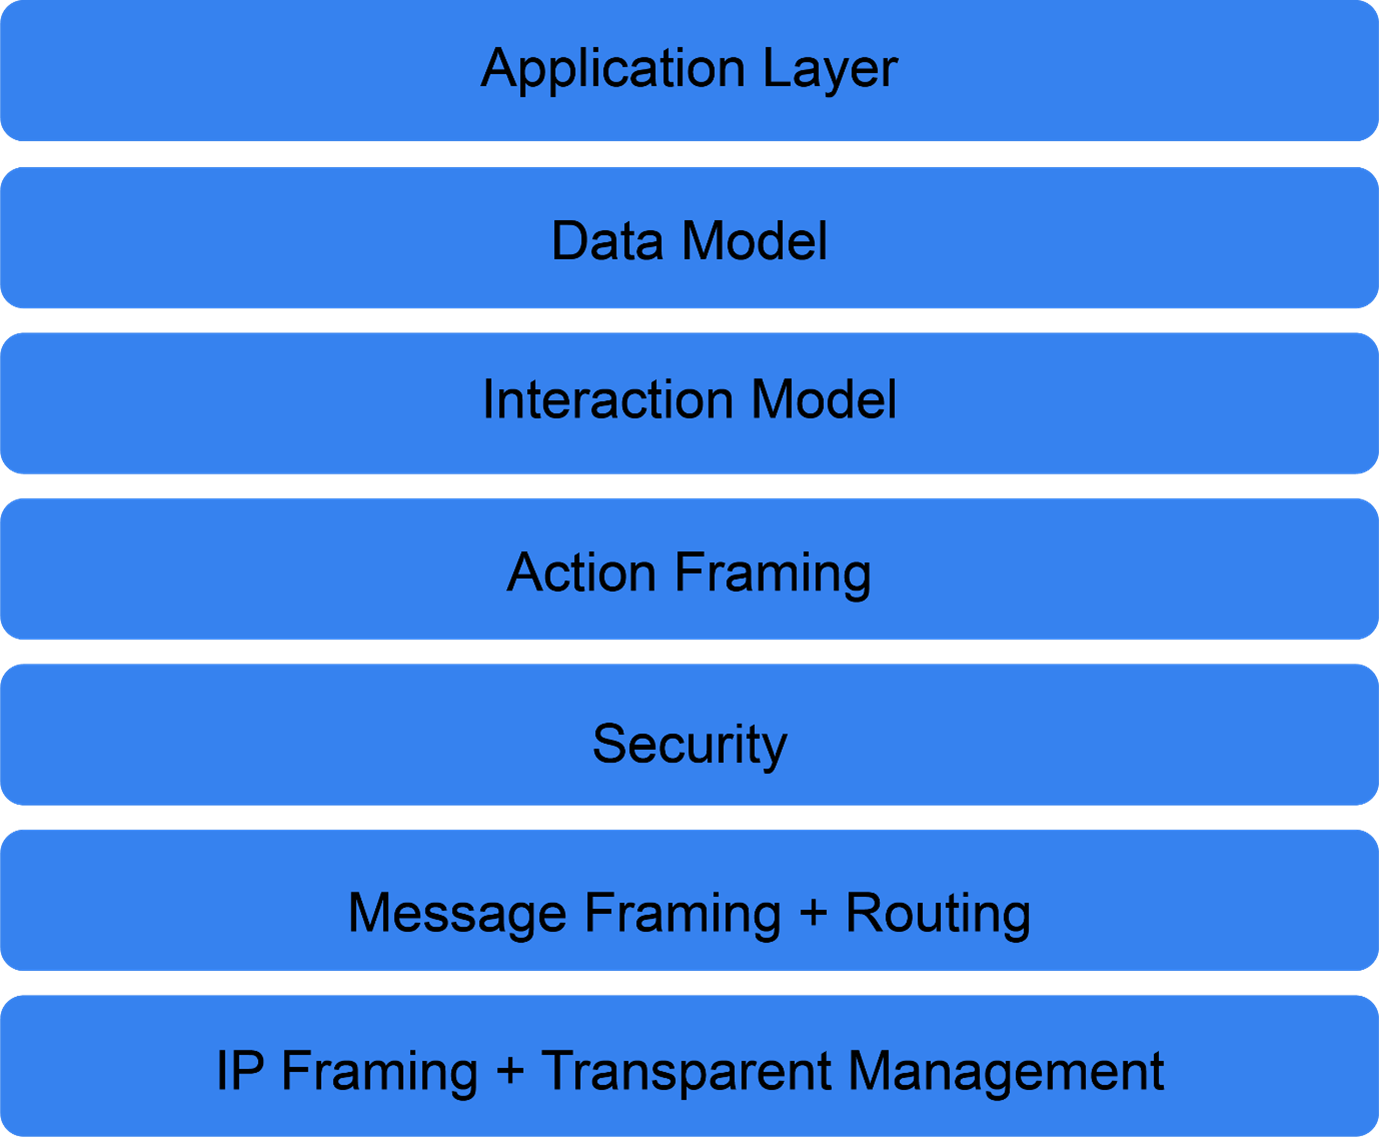 Application Layer
Data Model
Interaction Model
Action Framing
Security
Message Framing + Routing
IP Framing + Transparent Management